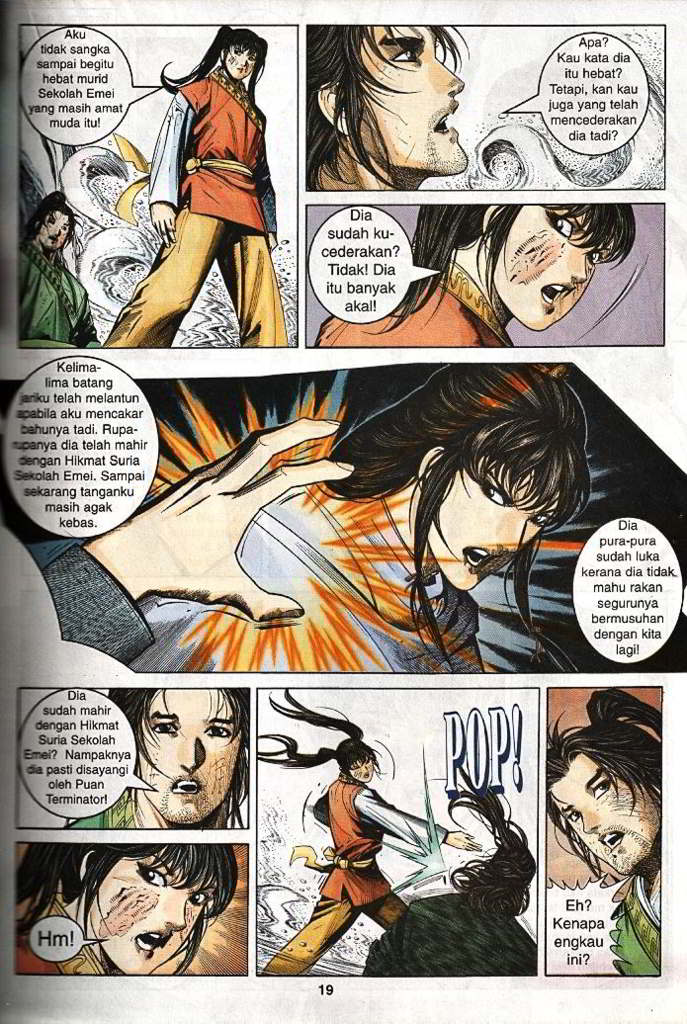 Aku
tidak sangka
sampai begitu
hebat murid
Sekolah Emei
yang masih amat
muda itu!
Apa?
Kau kata dia
itu hebat?
Tetapi, kan kau
juga yang telah
mencederakan
dia tadi?
Dia
sudah ku-
cederakan?
Tidak! Dia
itu banyak
akal!
Kelima-
lima batang
jariku telah melantun
apabila aku mencakar
bahunya tadi. Rupa-
rupanya dia telah mahir
dengan Hikmat Suria
Sekolah Emei. Sampai
sekarang tanganku
masih agak
kebas.
Dia
pura-pura
sudah luka
kerana dia tidak
mahu rakan
segurunya
bermusuhan
dengan kita
lagi!
Dia
sudah mahir
dengan Hikmat
Suria Sekolah
Emei? Nampaknya
dia pasti disayangi
oleh Puan
Terminator!
Hm!
POP!
Eh?
Kenapa
engkau
ini?
19